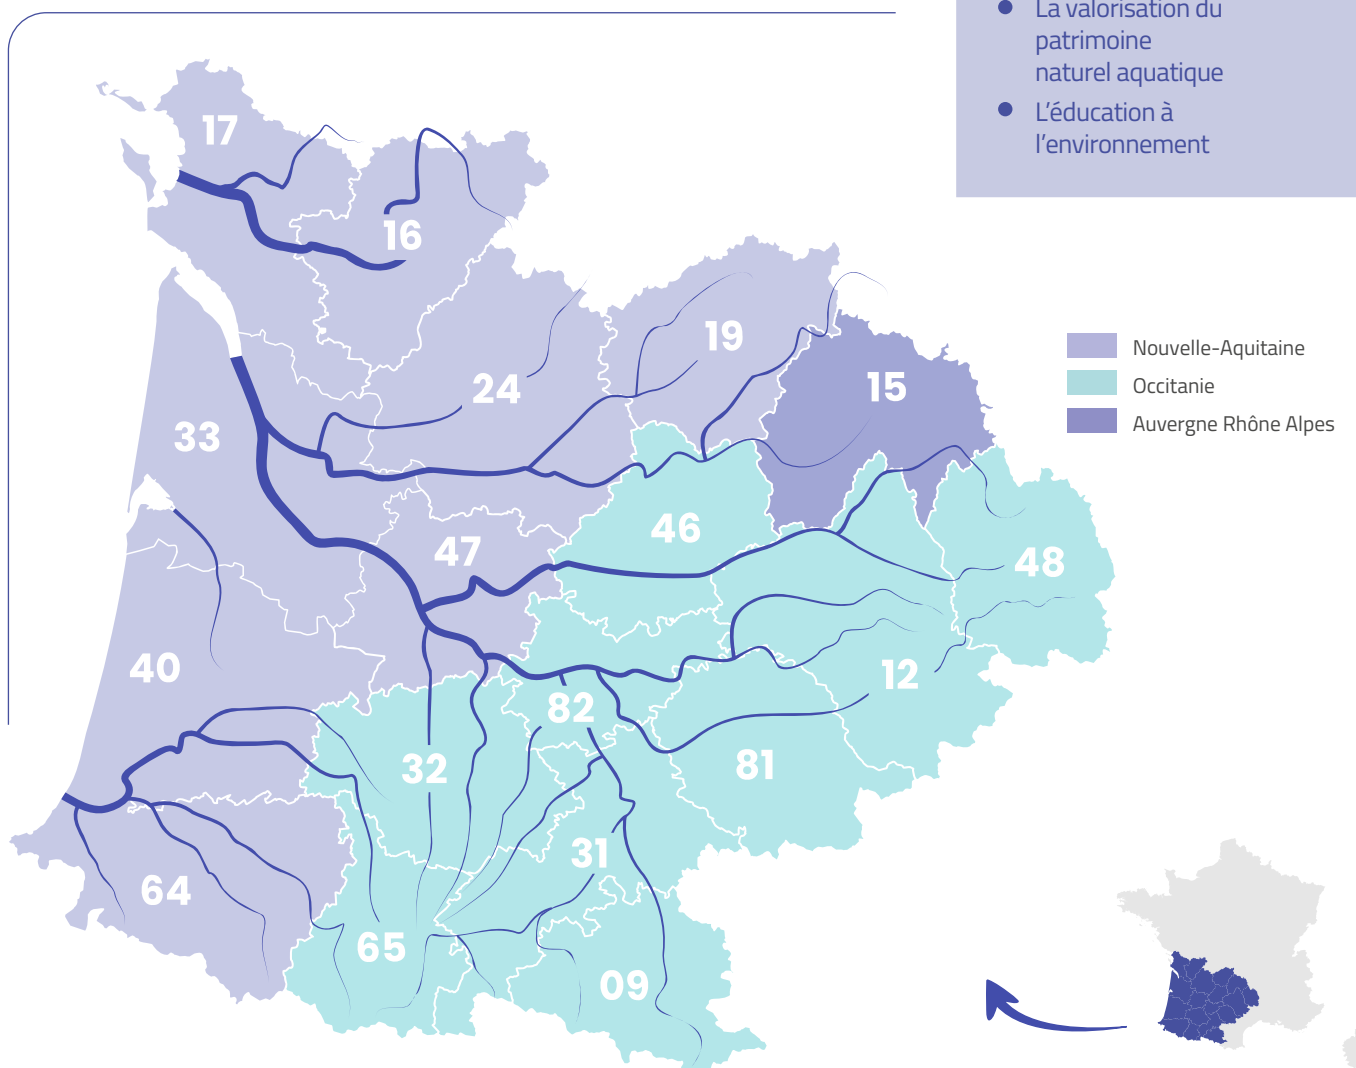 La valorisation du
patrimoine
naturel aquatique
L'éducation à
l'environnement
17
16
19
24
15
Nouvelle-Aquitaine
Occitanie
Auvergne Rhône Alpes
33
46
47
48
40
12
82
32
81
31
64
65
09